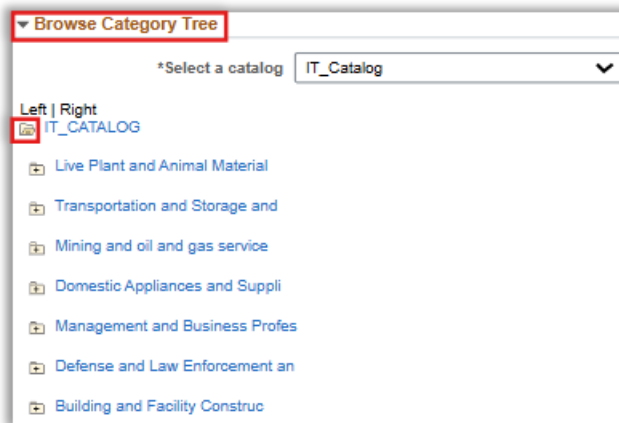 Browse Category Tree
*Select a catalog IT_Catalog
Left | Right
IT_CATALOG
Live Plant and Animal Material
Transportation and Storage and
Mining and oil and gas service
Domestic Appliances and Suppli
Management and Business Profes
Defense and Law Enforcement an
Building and Facility Construc